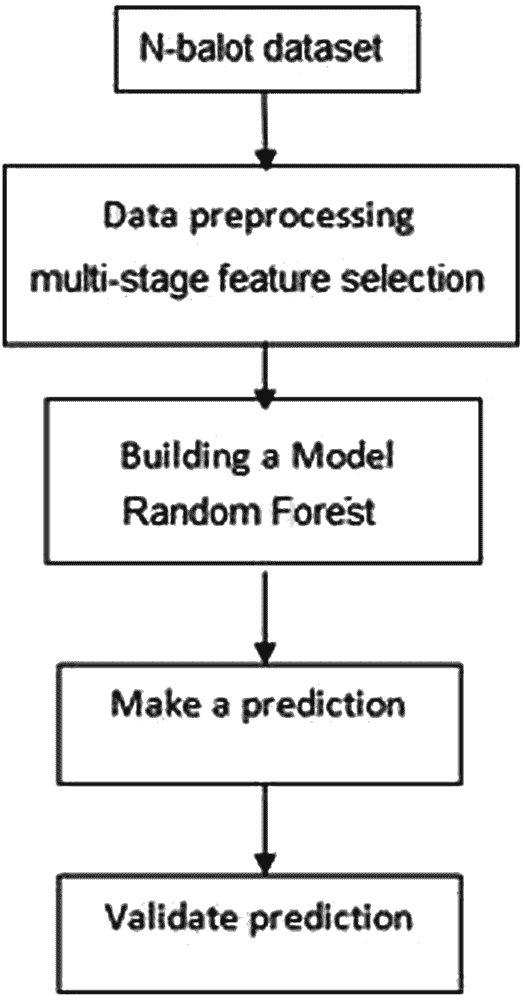 N-balot dataset
Data preprocessing
multi-stage feature selection
Building a Model
Random Forest
Make a prediction
Validate prediction